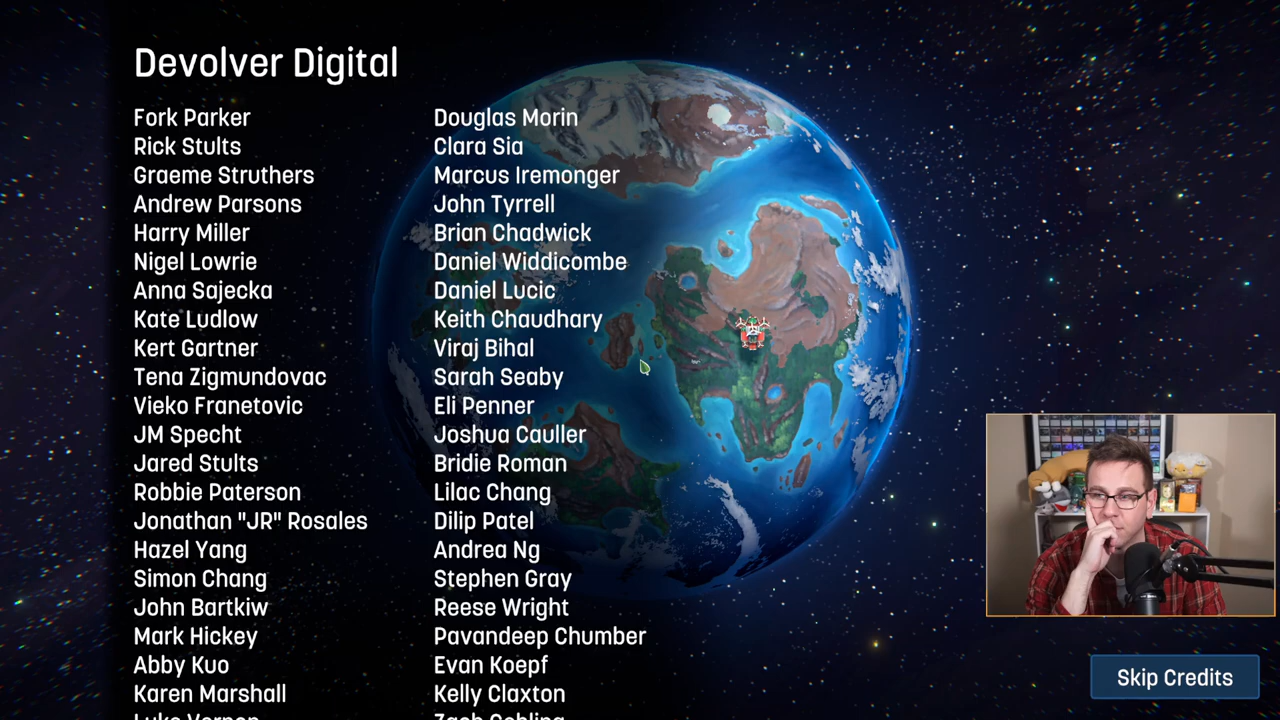 Devolver Digital
Fork Parker
Rick Stults
Graeme Struthers
Andrew Parsons
Harry Miller
Nigel Lowrie
Anna Sajecka
Kate Ludlow
Kert Gartner
Tena Zigmundovac
Vieko Franetovic
JM Specht
Jared Stults
Robbie Paterson
Jonathan "JR" Rosales
Hazel Yang
Simon Chang
John Bartkiw
Mark Hickey
Abby Kuo
Karen Marshall
Douglas Morin
Clara Sia
Marcus Iremonger
John Tyrrell
Brian Chadwick
Daniel Widdicombe
Daniel Lucic
Keith Chaudhary
Viraj Bihal
Sarah Seaby
Eli Penner
Joshua Cauller
Bridie Roman
Lilac Chang
Dilip Patel
Andrea Ng
Stephen Gray
Reese Wright
Pavandeep Chumber
Evan Koepf
Kelly Claxton
Skip Credits